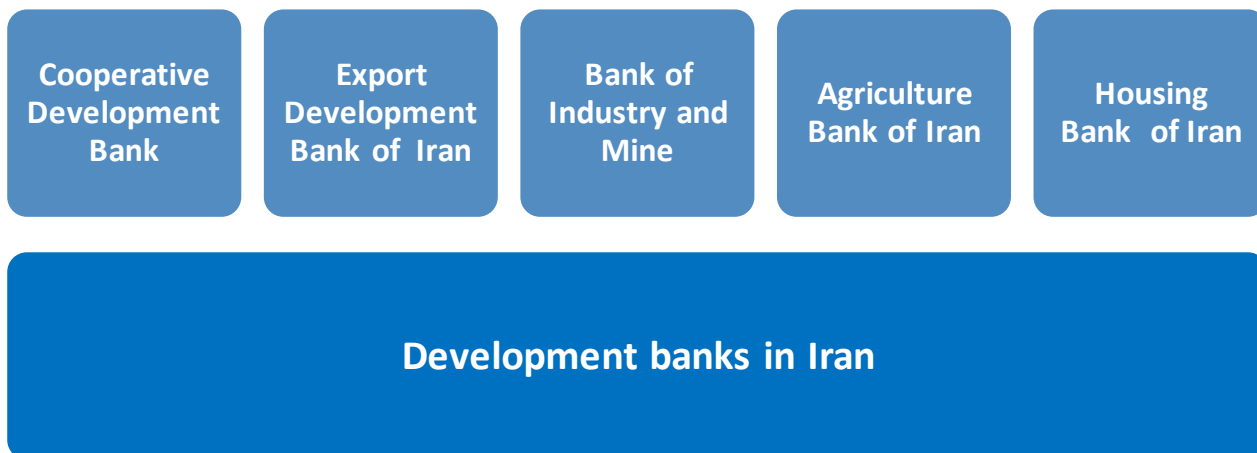 Cooperative
Development
Bank
Export
Development
Bank of Iran
Bank of
Industry and
Mine
Agriculture
Bank of Iran
Housing
Bank of Iran
Development banks in Iran